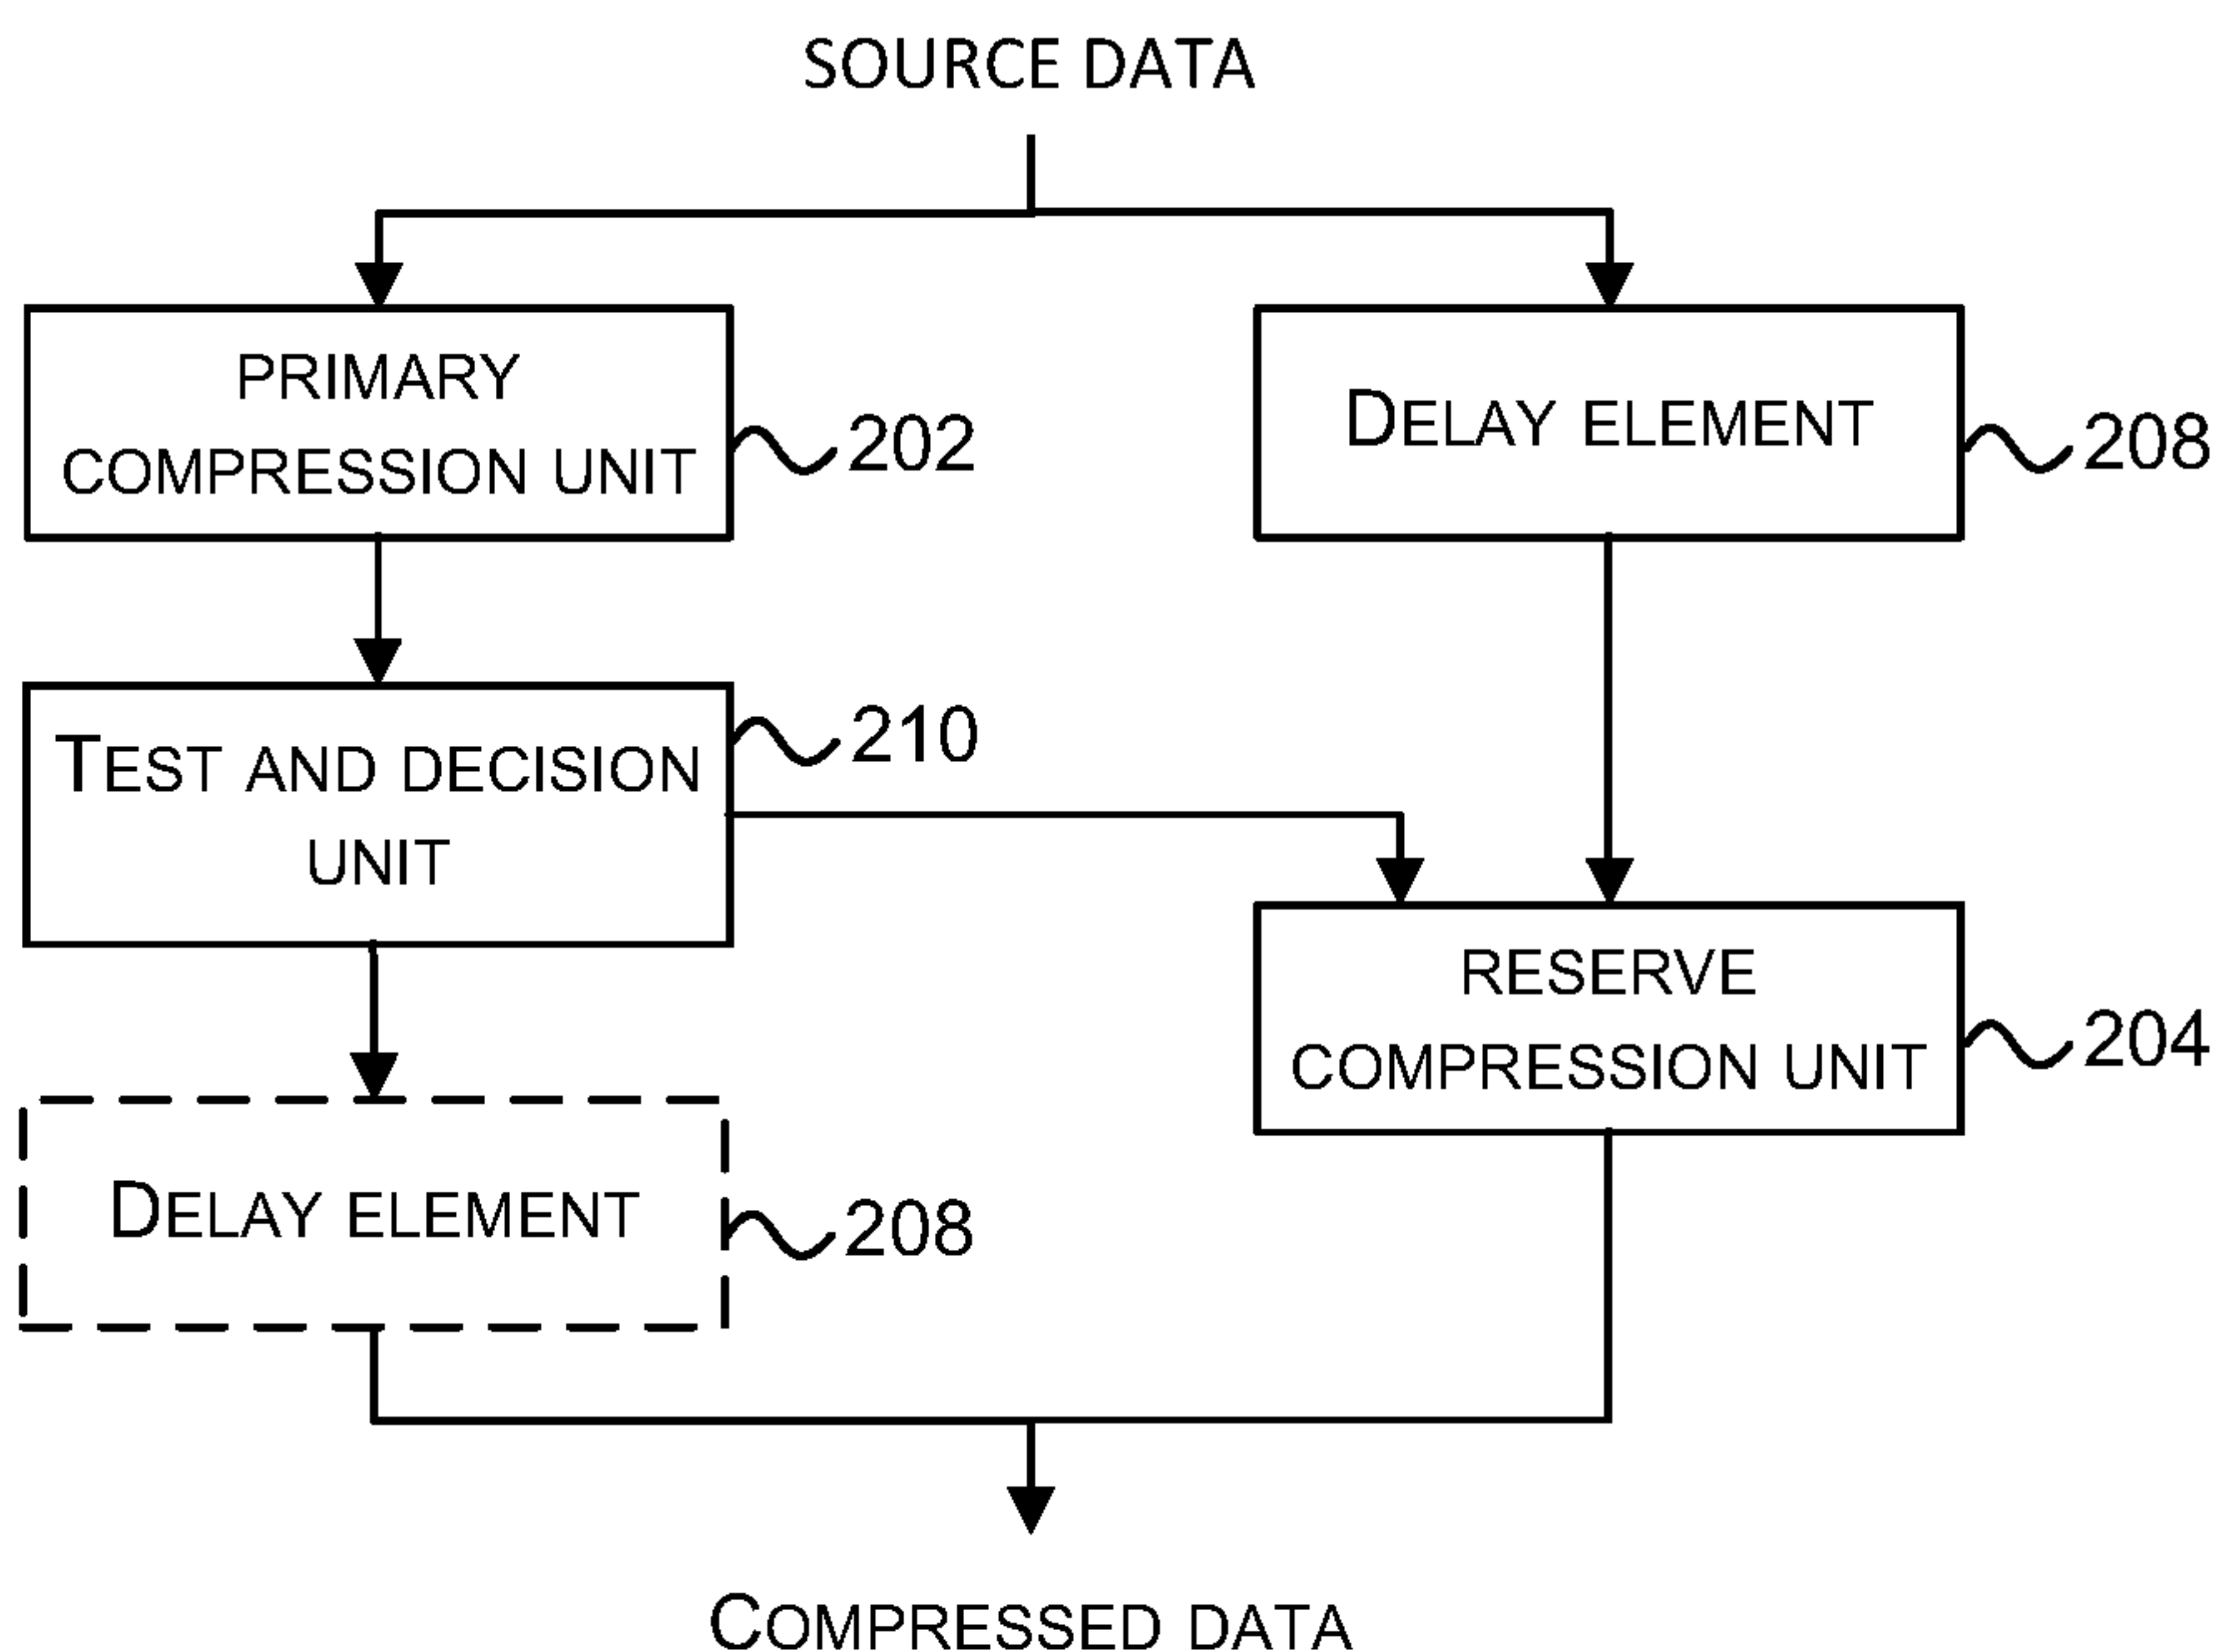 SOURCE DATA
PRIMARY
COMPRESSION UNIT
202
DELAY ELEMENT
208
TEST AND DECISION
UNIT
210
RESERVE
COMPRESSION UNIT
204
DELAY ELEMENT
208
COMPRESSED DATA